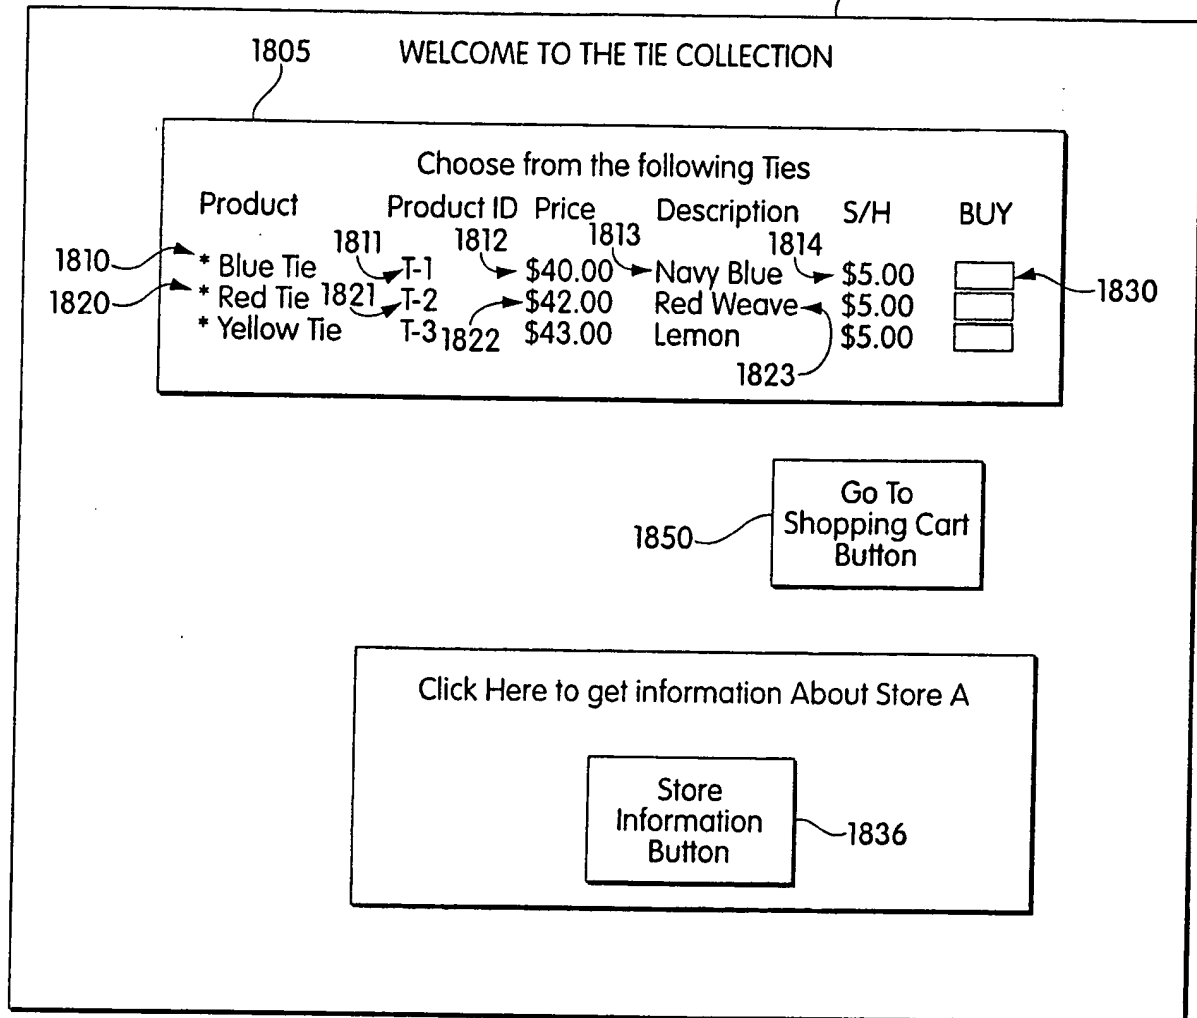 1805 WELCOME TO THE TIE COLLECTION
Choose from the following Ties
Product Product ID Price Description S/H BUY
1811 1812 1813 1814
1810 * Blue Tie T-1 $40.00 Navy Blue $5.00
1820 * Red Tie 1821 T-2 $42.00 Red Weave $5.00 1830
* Yellow Tie T-3 1822 $43.00 Lemon $5.00
1823
Go To
1850 Shopping Cart
Button
Click Here to get information About Store A
Store
Information 1836
Button